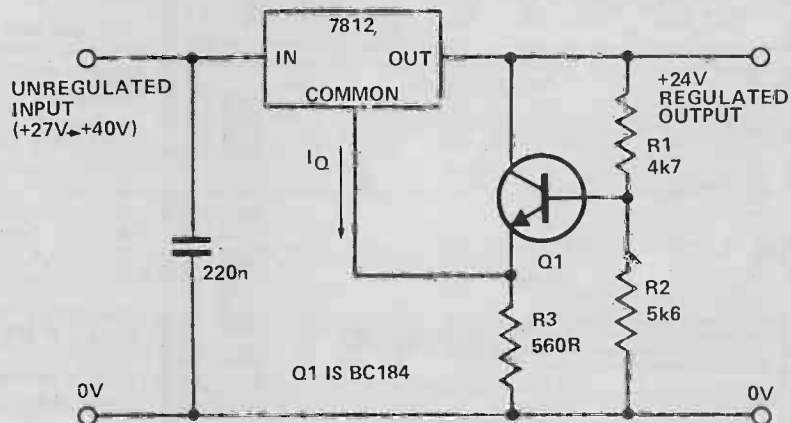 7812,
IN
OUT
COMMON
UNREGULATED
INPUT
(+27V→+40V)
+24V
REGULATED
OUTPUT
R1
4k7
IQ
Q1
220n
R2
5k6
R3
560R
Q1 IS BC184
0V
0V